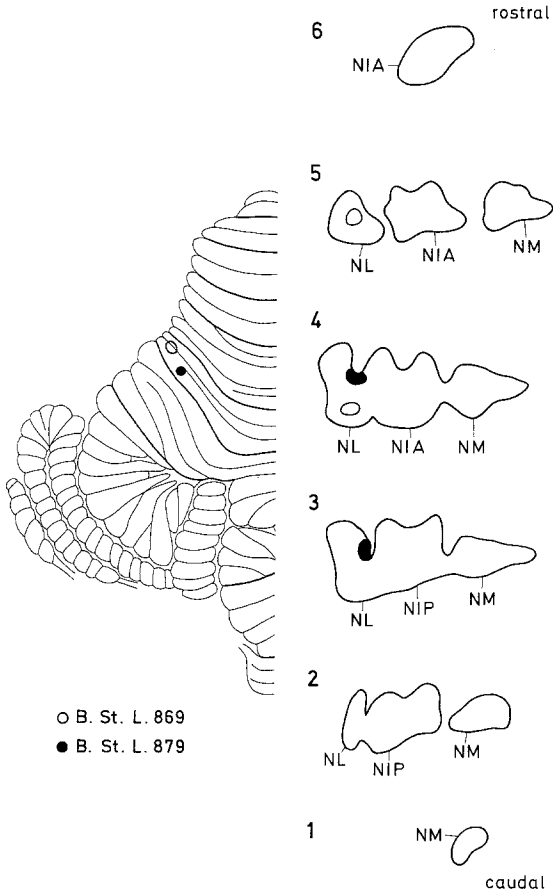 rostral
6
NIA
5
NL NIA NM
4
NL NIA NM
3
NL NIP NM
○ B. St. L. 869
● B. St. L. 879
2
NL NIP NM
1
NM
caudal